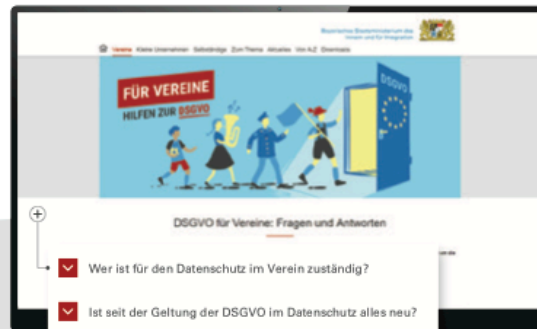 Bayerisches Staatsministerium des
Innern und für Integration
Vereine Kleine Unternehmen Selbständige Zum Thema Aktuelles Von A-Z Downloads
FÜR VEREINE
HILFEN ZUR DSGVO
DSGVO
DSGVO für Vereine: Fragen und Antworten
Wer ist für den Datenschutz im Verein zuständig?
Ist seit der Geltung der DSGVO im Datenschutz alles neu?